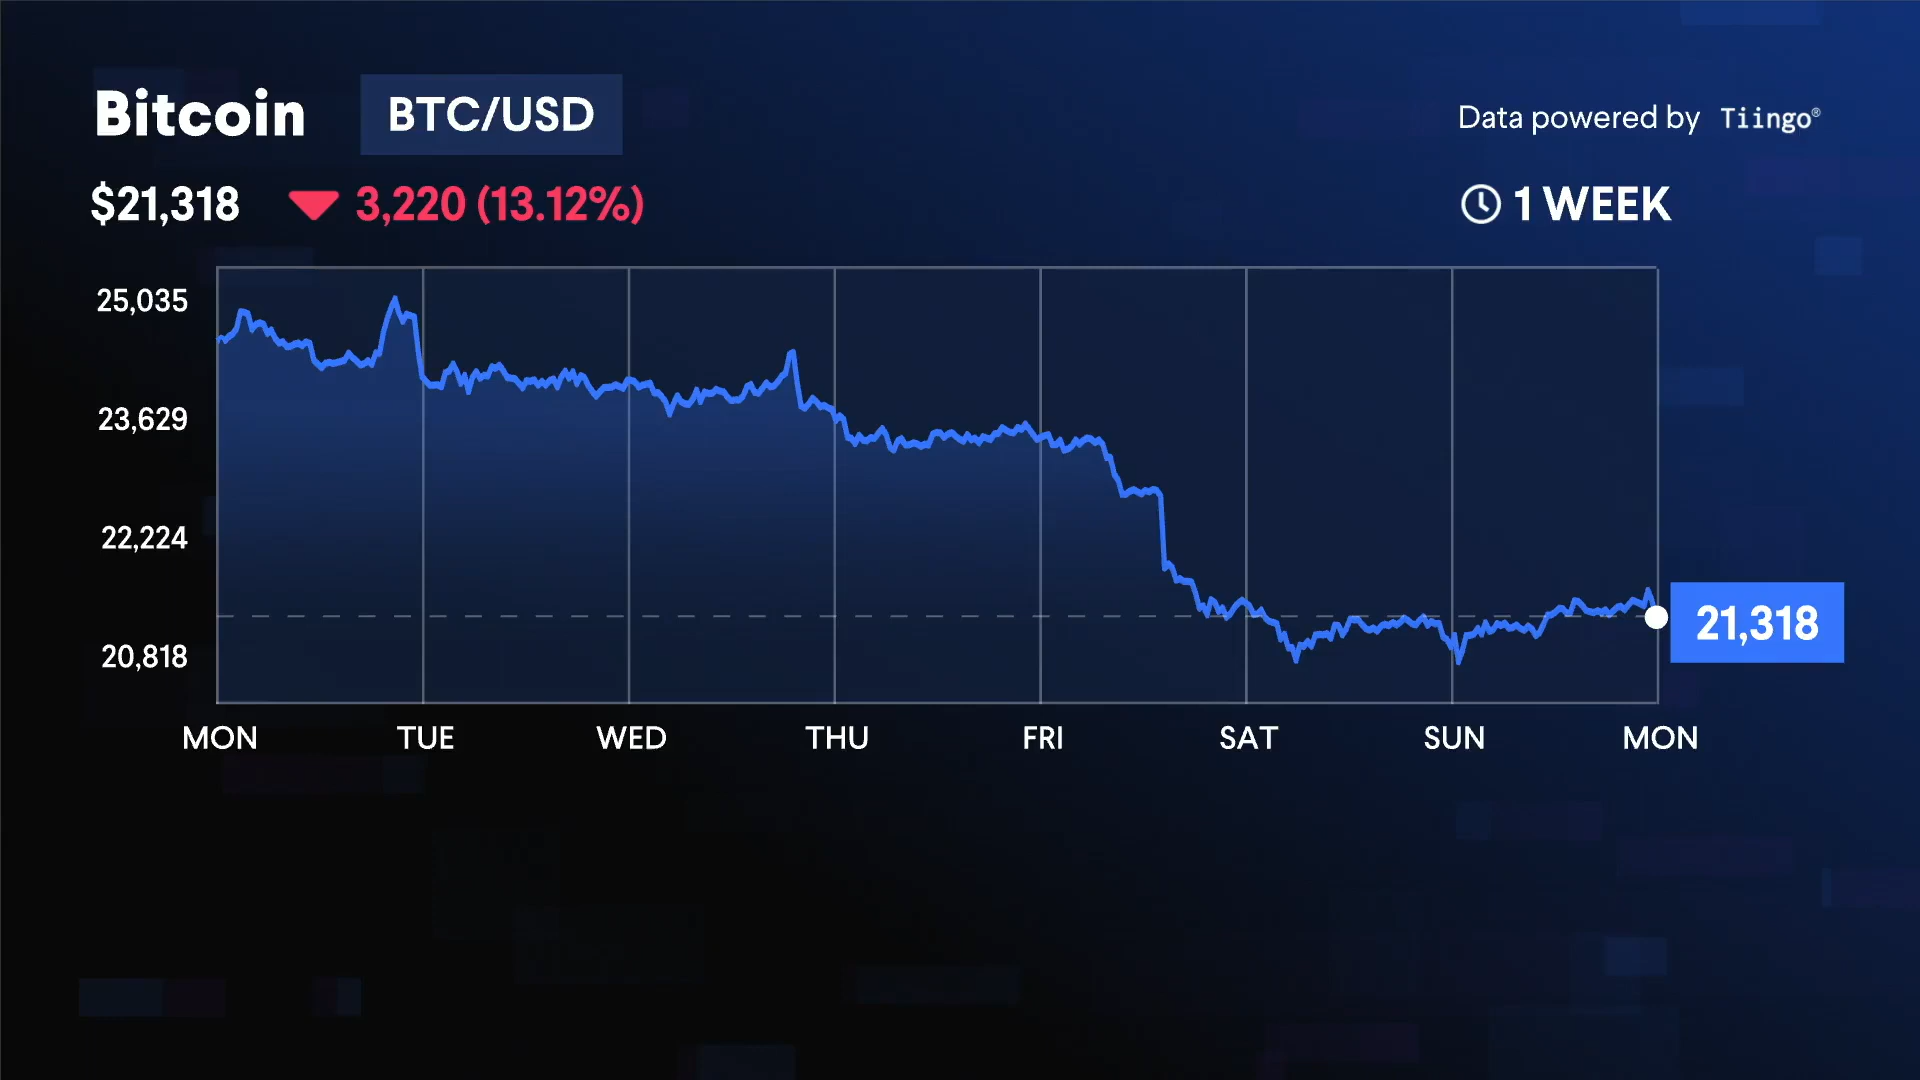 Bitcoin BTC/USD
Data powered by Tiingo®
$21,318 3,220 (13.12%)
1 WEEK
25,035
23,629
22,224
20,818
21,318
MON TUE WED THU FRI SAT SUN MON